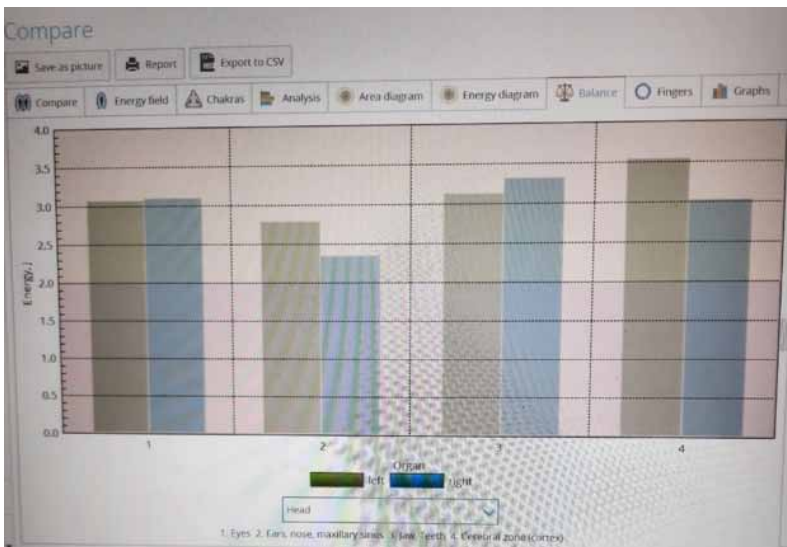 Compare
Save as picture Report Export to CSV
Compare Energy field Chakras Analysis Area diagram Energy diagram Balance Fingers Graphs
4.0
3.5
3.0
2.5
2.0
1.5
1.0
0.5
0.0
Energy, J
1 2 3 4
Organ
left right
Head
1. Eyes 2. Ears, nose, maxillary sinus 3. Jaw, Teeth 4. Cerebral zone (cortex)